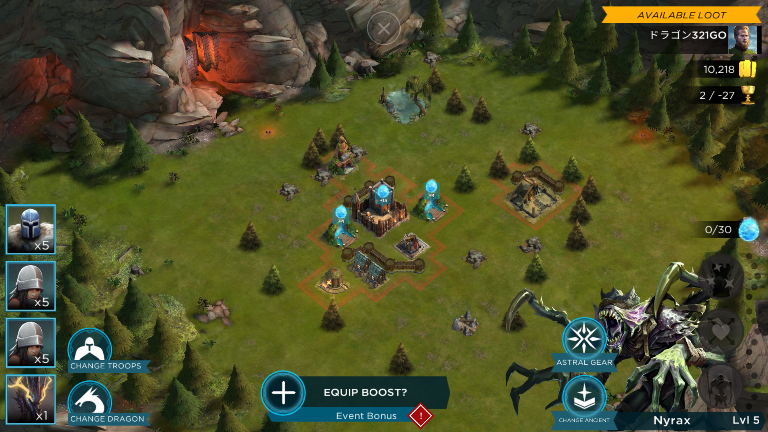 AVAILABLE LOOT
ドラゴン321GO
10,218
2 / -27
0/30
x5
x5
x5
x1
CHANGE TROOPS
CHANGE DRAGON
EQUIP BOOST?
Event Bonus
ASTRAL GEAR
CHANGE ANCIENT
Nyrax Lvl 5